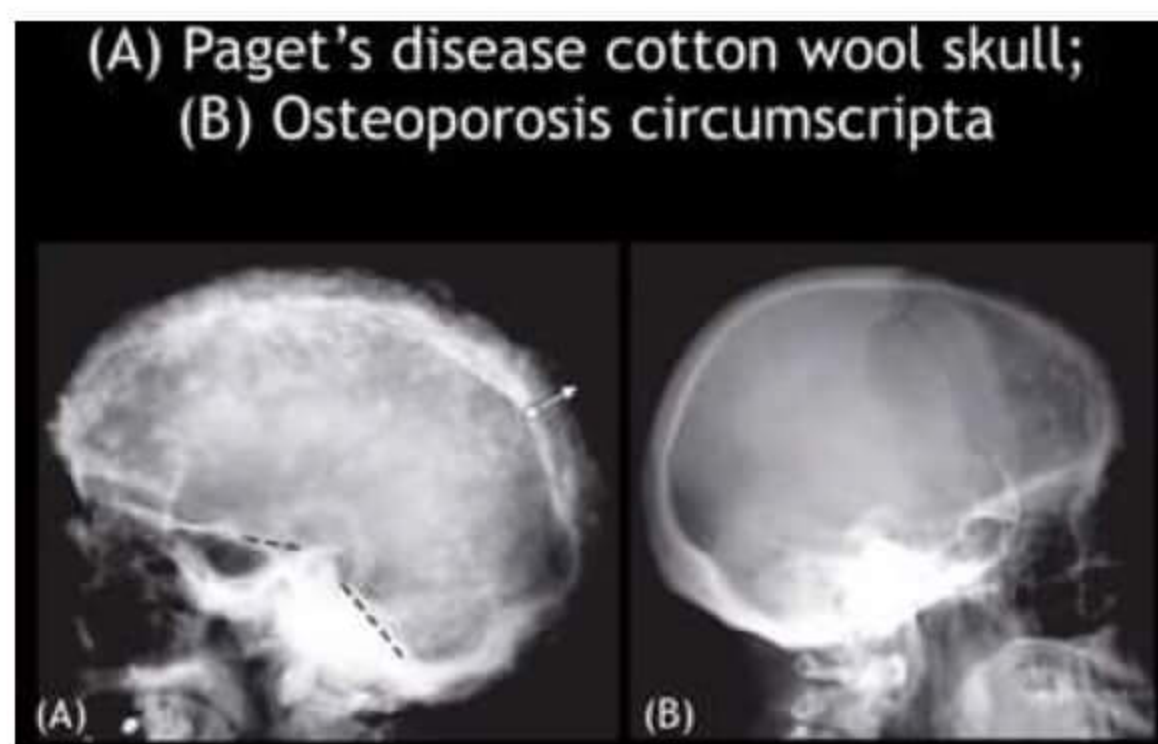 (A) Paget's disease cotton wool skull;
(B) Osteoporosis circumscripta
(A)
(B)